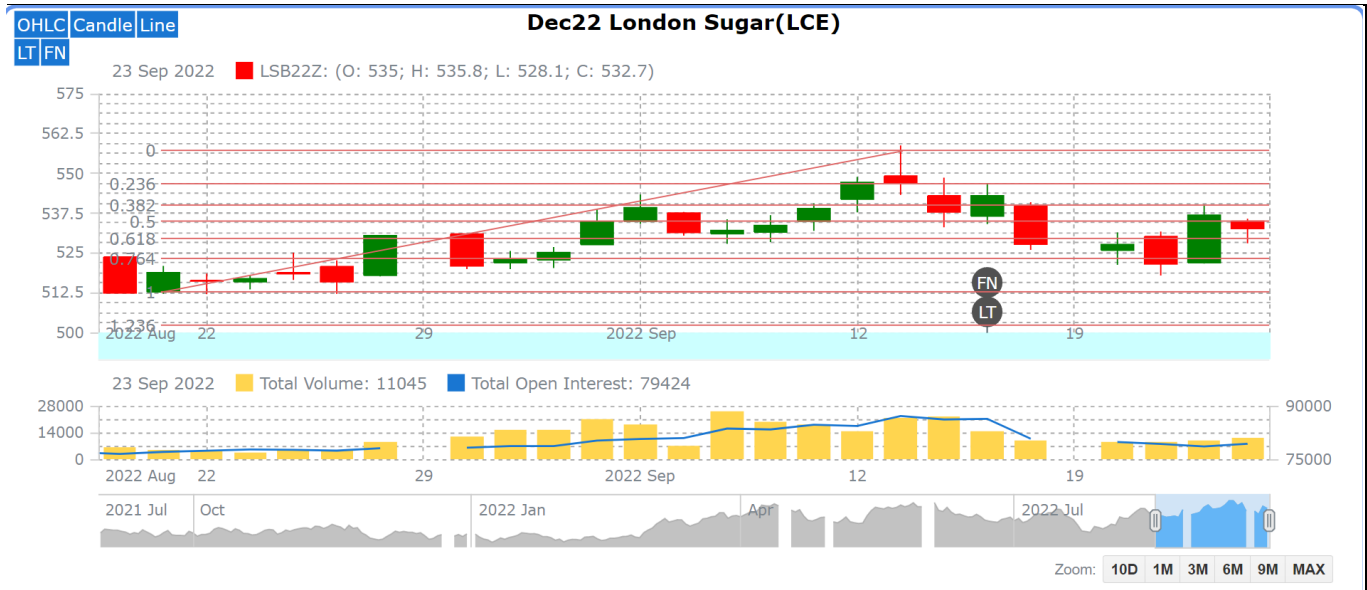 OHLC Candle Line
LT FN
Dec22 London Sugar(LCE)
23 Sep 2022 LSB22Z: (O: 535; H: 535.8; L: 528.1; C: 532.7)
575
562.5
550
537.5
525
512.5
500
0
0.236
0.382
0.5
0.618
0.764
1
1.236
FN
LT
2022 Aug 22 29 2022 Sep 12 19
23 Sep 2022 Total Volume: 11045 Total Open Interest: 79424
28000 90000
14000
0 75000
2022 Aug 22 29 2022 Sep 12 19
2021 Jul Oct 2022 Jan Apr 2022 Jul
Zoom: 10D 1M 3M 6M 9M MAX